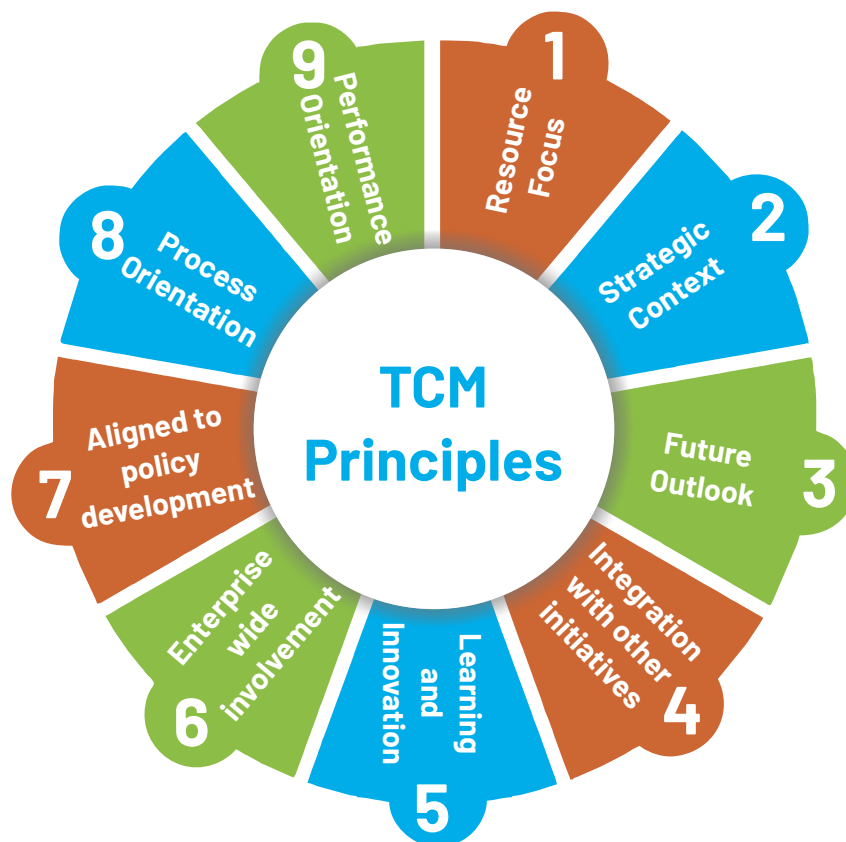 TCM
Principles
1
Resource
Focus
2
Strategic
Context
3
Future
Outlook
4
Integration
with other
initiatives
5
Learning
and
Innovation
6
Enterprise
wide
involvement
7
Aligned to
policy
development
8
Process
Orientation
9
Performance
Orientation